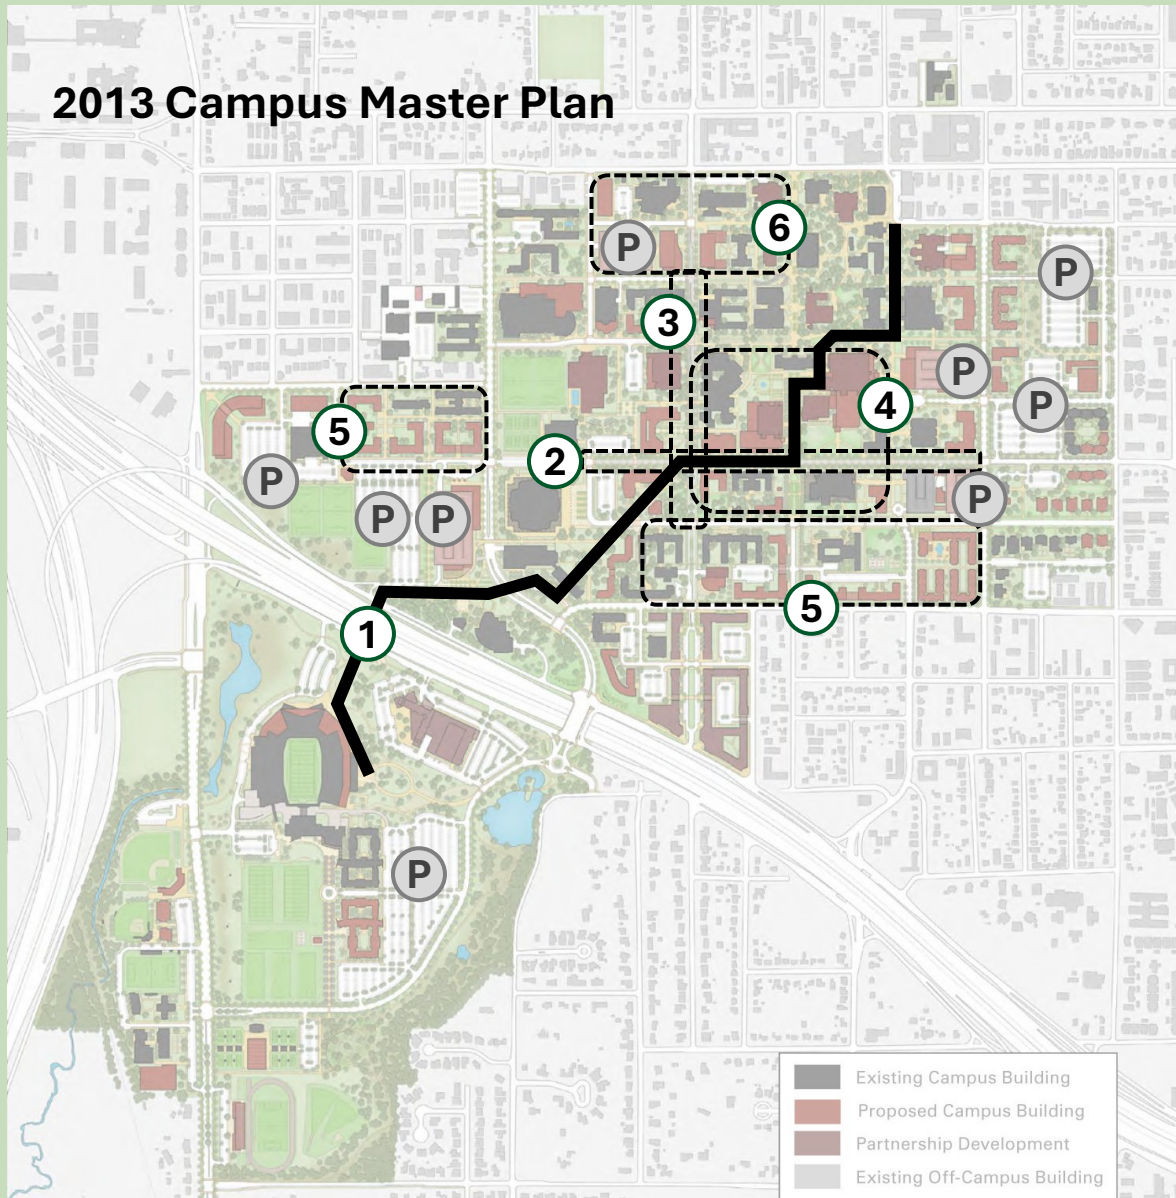 2013 Campus Master Plan
6
P
P
3
P
4
P
5
2
P
P
P
P
5
1
P
Existing Campus Building
Proposed Campus Building
Partnership Development
Existing Off-Campus Building